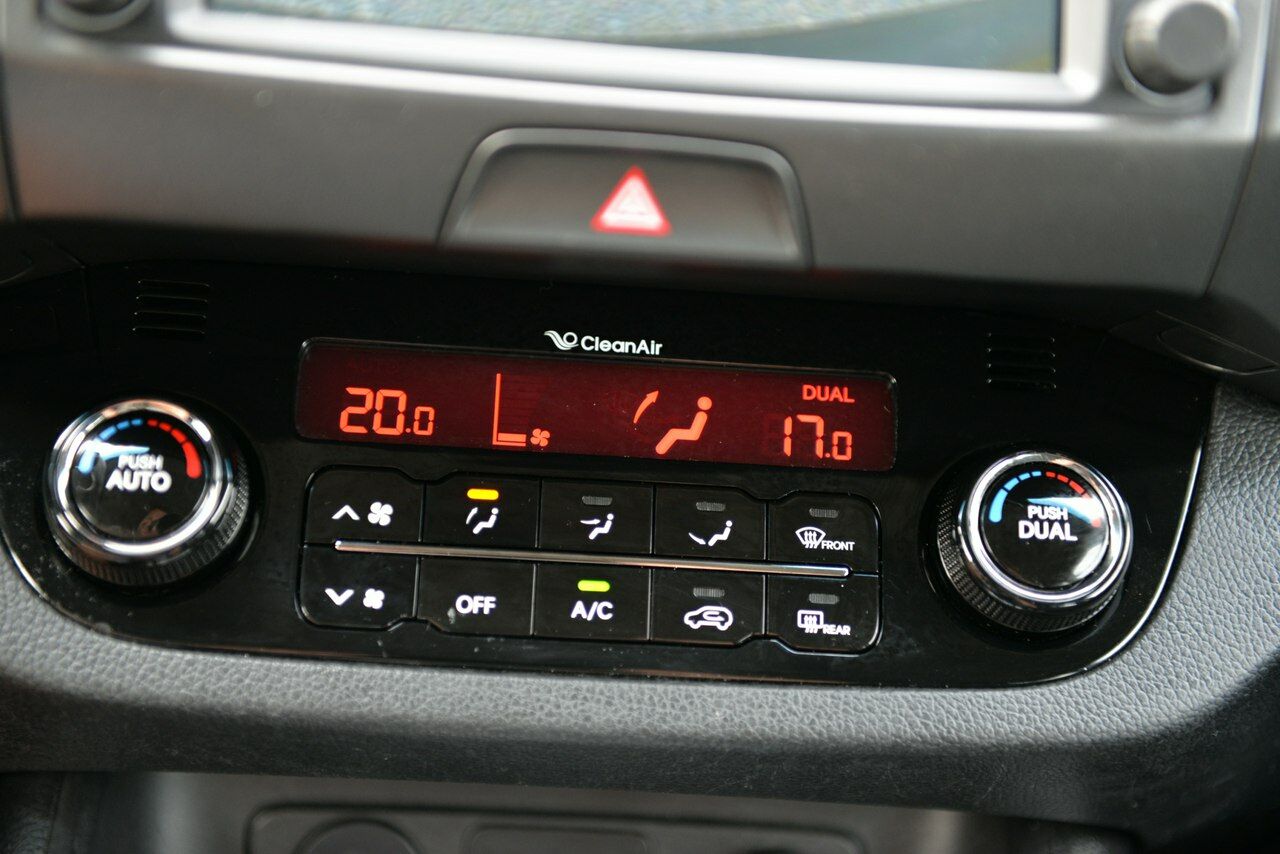 CleanAir
DUAL
20.0
17.0
PUSH
AUTO
PUSH
DUAL
FRONT
OFF
A/C
REAR